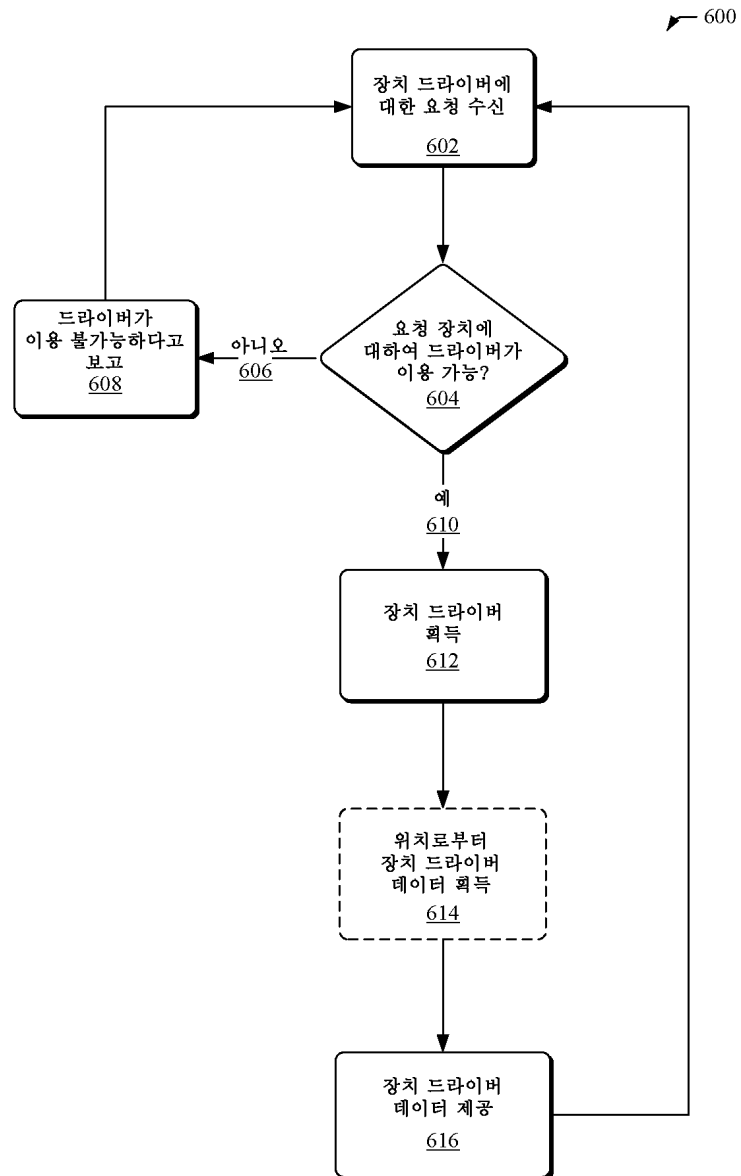 600
장치 드라이버에
대한 요청 수신
602
요청 장치에
대하여 드라이버가
이용 가능?
604
아니오
606
드라이버가
이용 불가능하다고
보고
608
예
610
장치 드라이버
획득
612
위치로부터
장치 드라이버
데이터 획득
614
장치 드라이버
데이터 제공
616